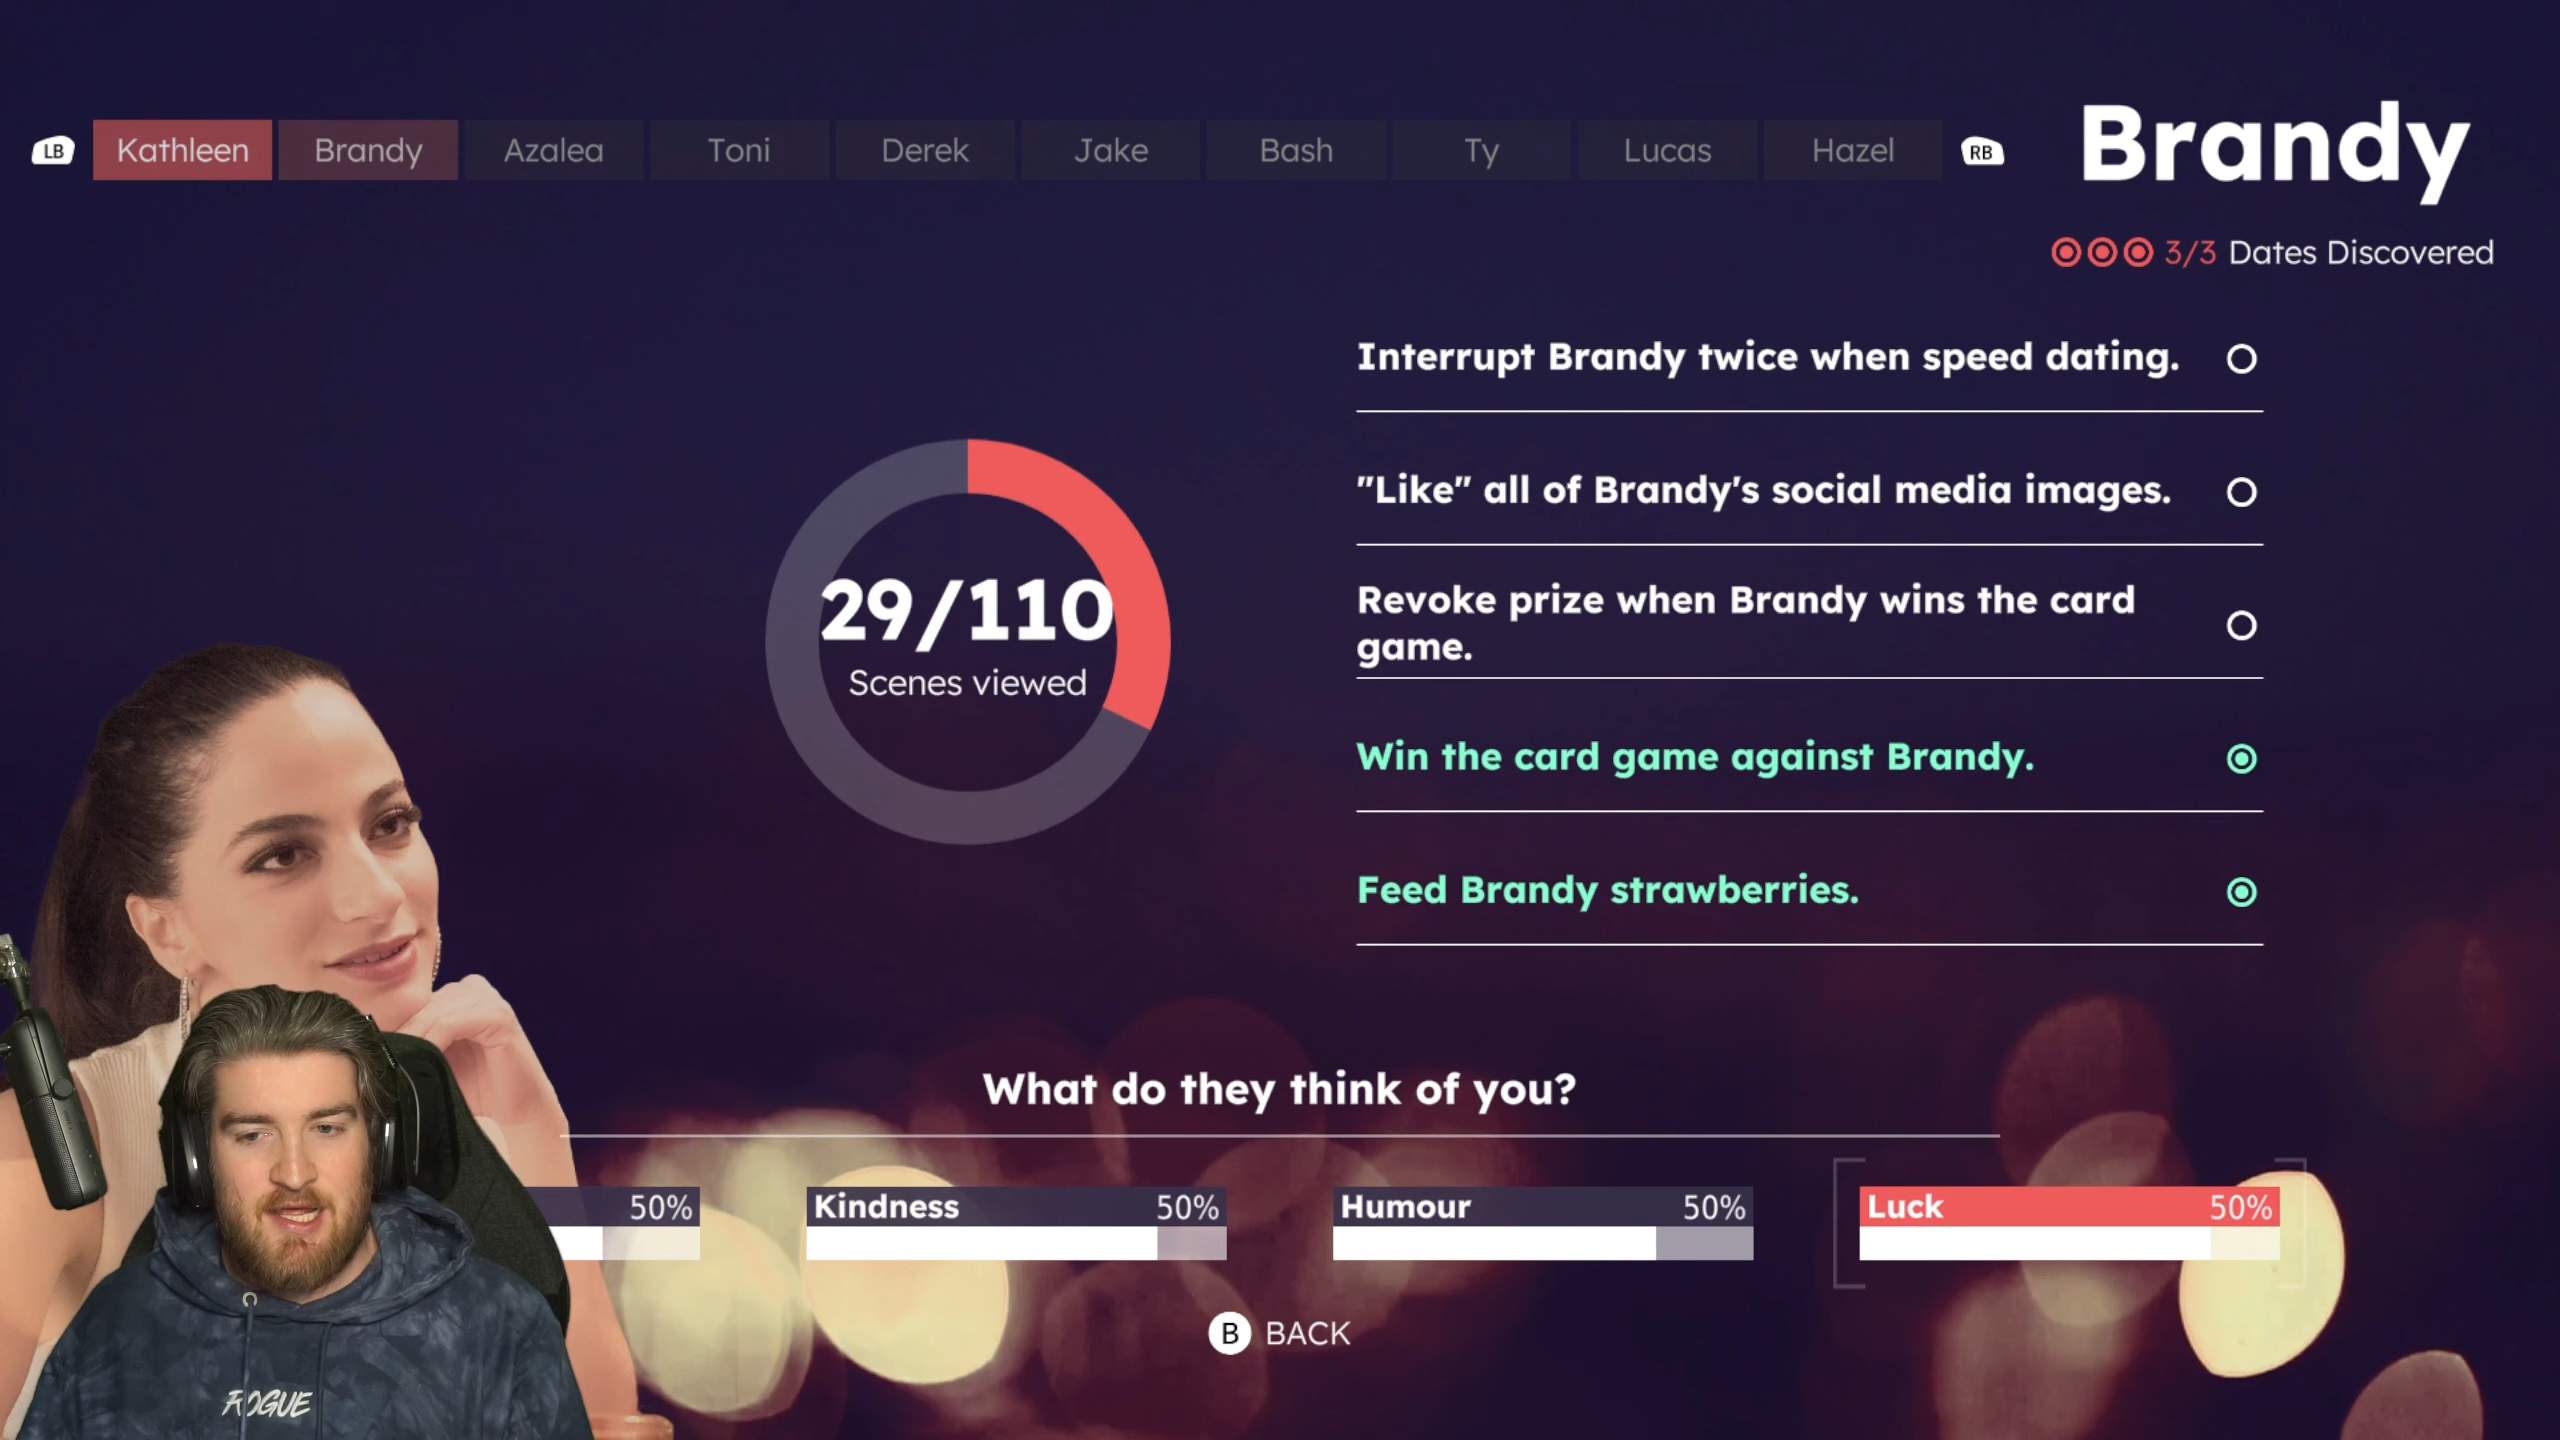 LB Kathleen Brandy Azalea Toni Derek Jake Bash Ty Lucas Hazel RB
Brandy
3/3 Dates Discovered
Interrupt Brandy twice when speed dating.
"Like" all of Brandy's social media images.
Revoke prize when Brandy wins the card
game.
Win the card game against Brandy.
Feed Brandy strawberries.
29/110
Scenes viewed
What do they think of you?
50% Kindness 50% Humour 50% Luck 50%
B BACK
ROGUE